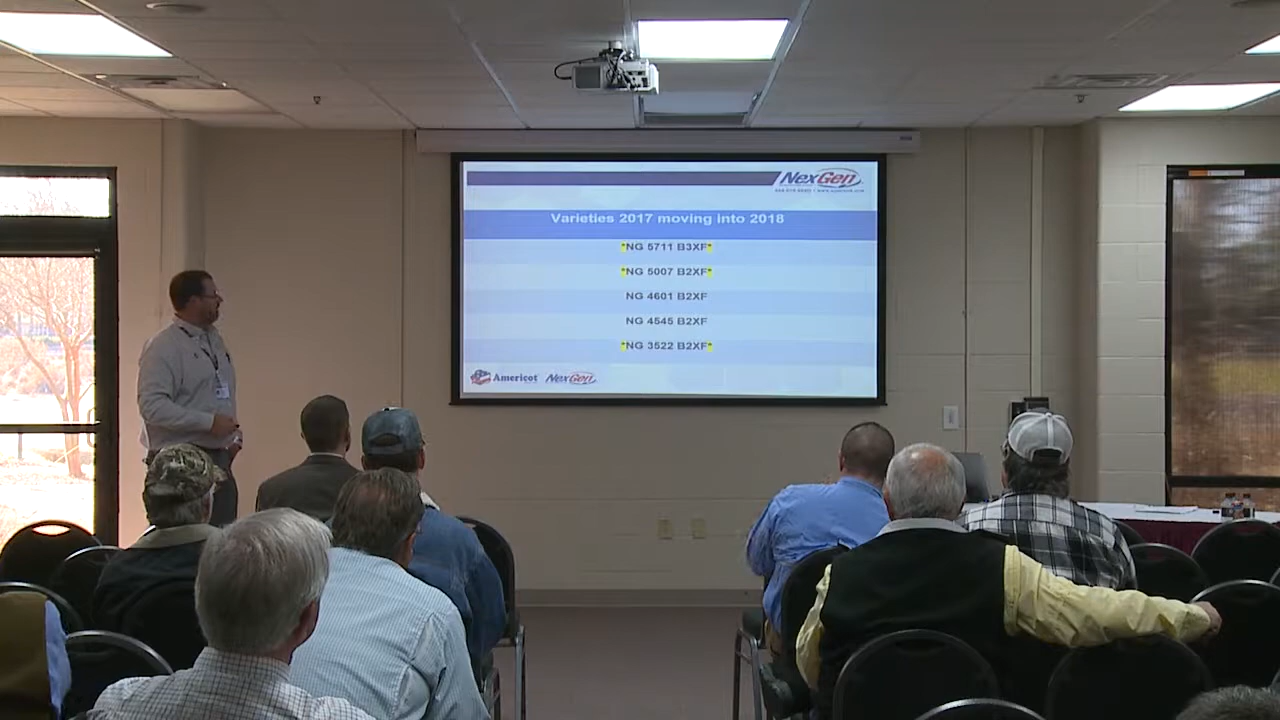 NexGen
Varieties 2017 moving into 2018
*NG 5711 B3XF*
*NG 5007 B2XF*
NG 4601 B2XF
NG 4545 B2XF
*NG 3522 B2XF*
Americot NexGen